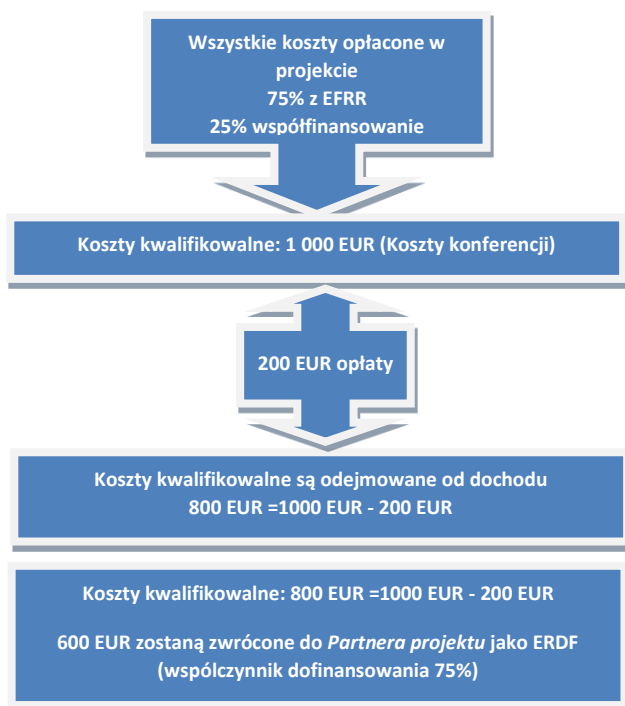 Wszystkie koszty opłacone w
projekcie
75% z EFRR
25% współfinansowanie
Koszty kwalifikowalne: 1 000 EUR (Koszty konferencji)
200 EUR opłaty
Koszty kwalifikowalne są odejmowane od dochodu
800 EUR =1000 EUR - 200 EUR
Koszty kwalifikowalne: 800 EUR =1000 EUR - 200 EUR
600 EUR zostaną zwrócone do Partnera projektu jako ERDF
(wspólczynnik dofinansowania 75%)